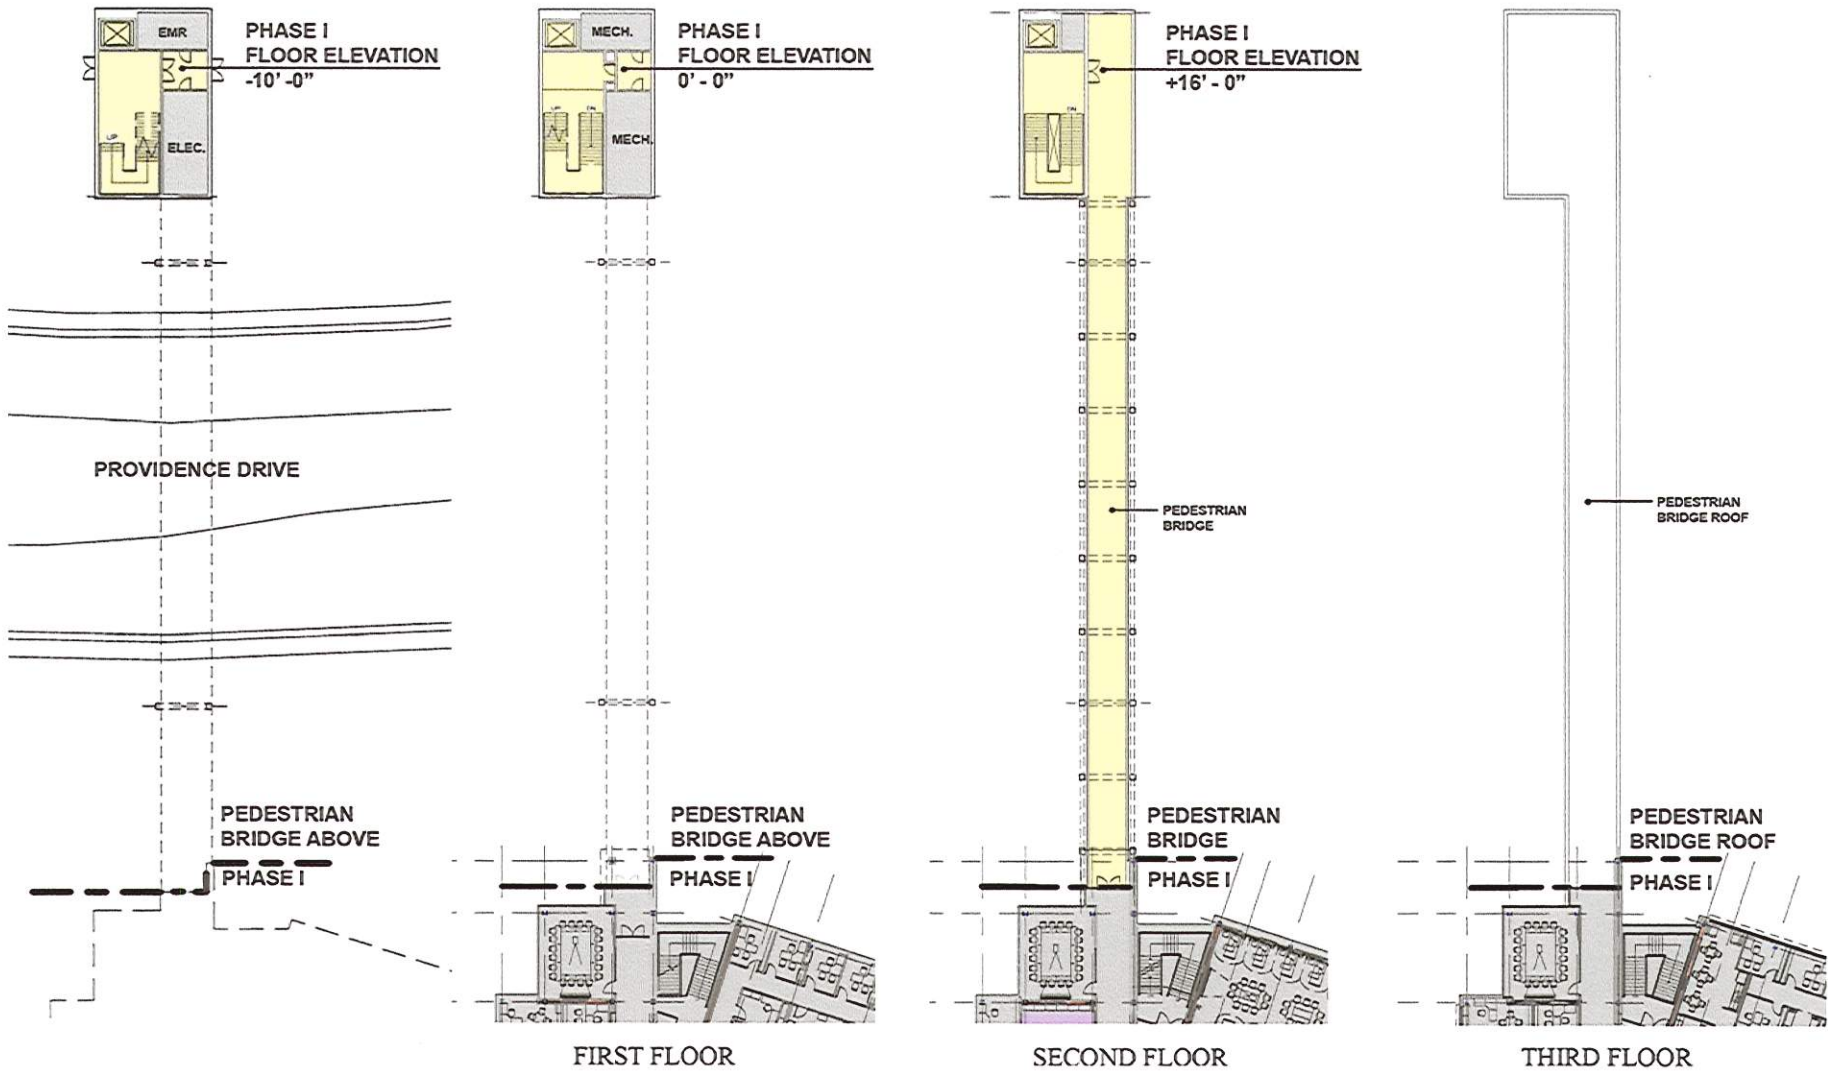 EMR
PHASE I
FLOOR ELEVATION
-10' -0"
ELEC.
UP
PROVIDENCE DRIVE
PEDESTRIAN
BRIDGE ABOVE
PHASE I
MECH.
PHASE I
FLOOR ELEVATION
0' - 0"
UP
DN
MECH.
PEDESTRIAN
BRIDGE ABOVE
PHASE I
FIRST FLOOR
PHASE I
FLOOR ELEVATION
+16' - 0"
DN
PEDESTRIAN
BRIDGE
PEDESTRIAN
BRIDGE
PHASE I
SECOND FLOOR
PEDESTRIAN
BRIDGE ROOF
PEDESTRIAN
BRIDGE ROOF
PHASE I
THIRD FLOOR